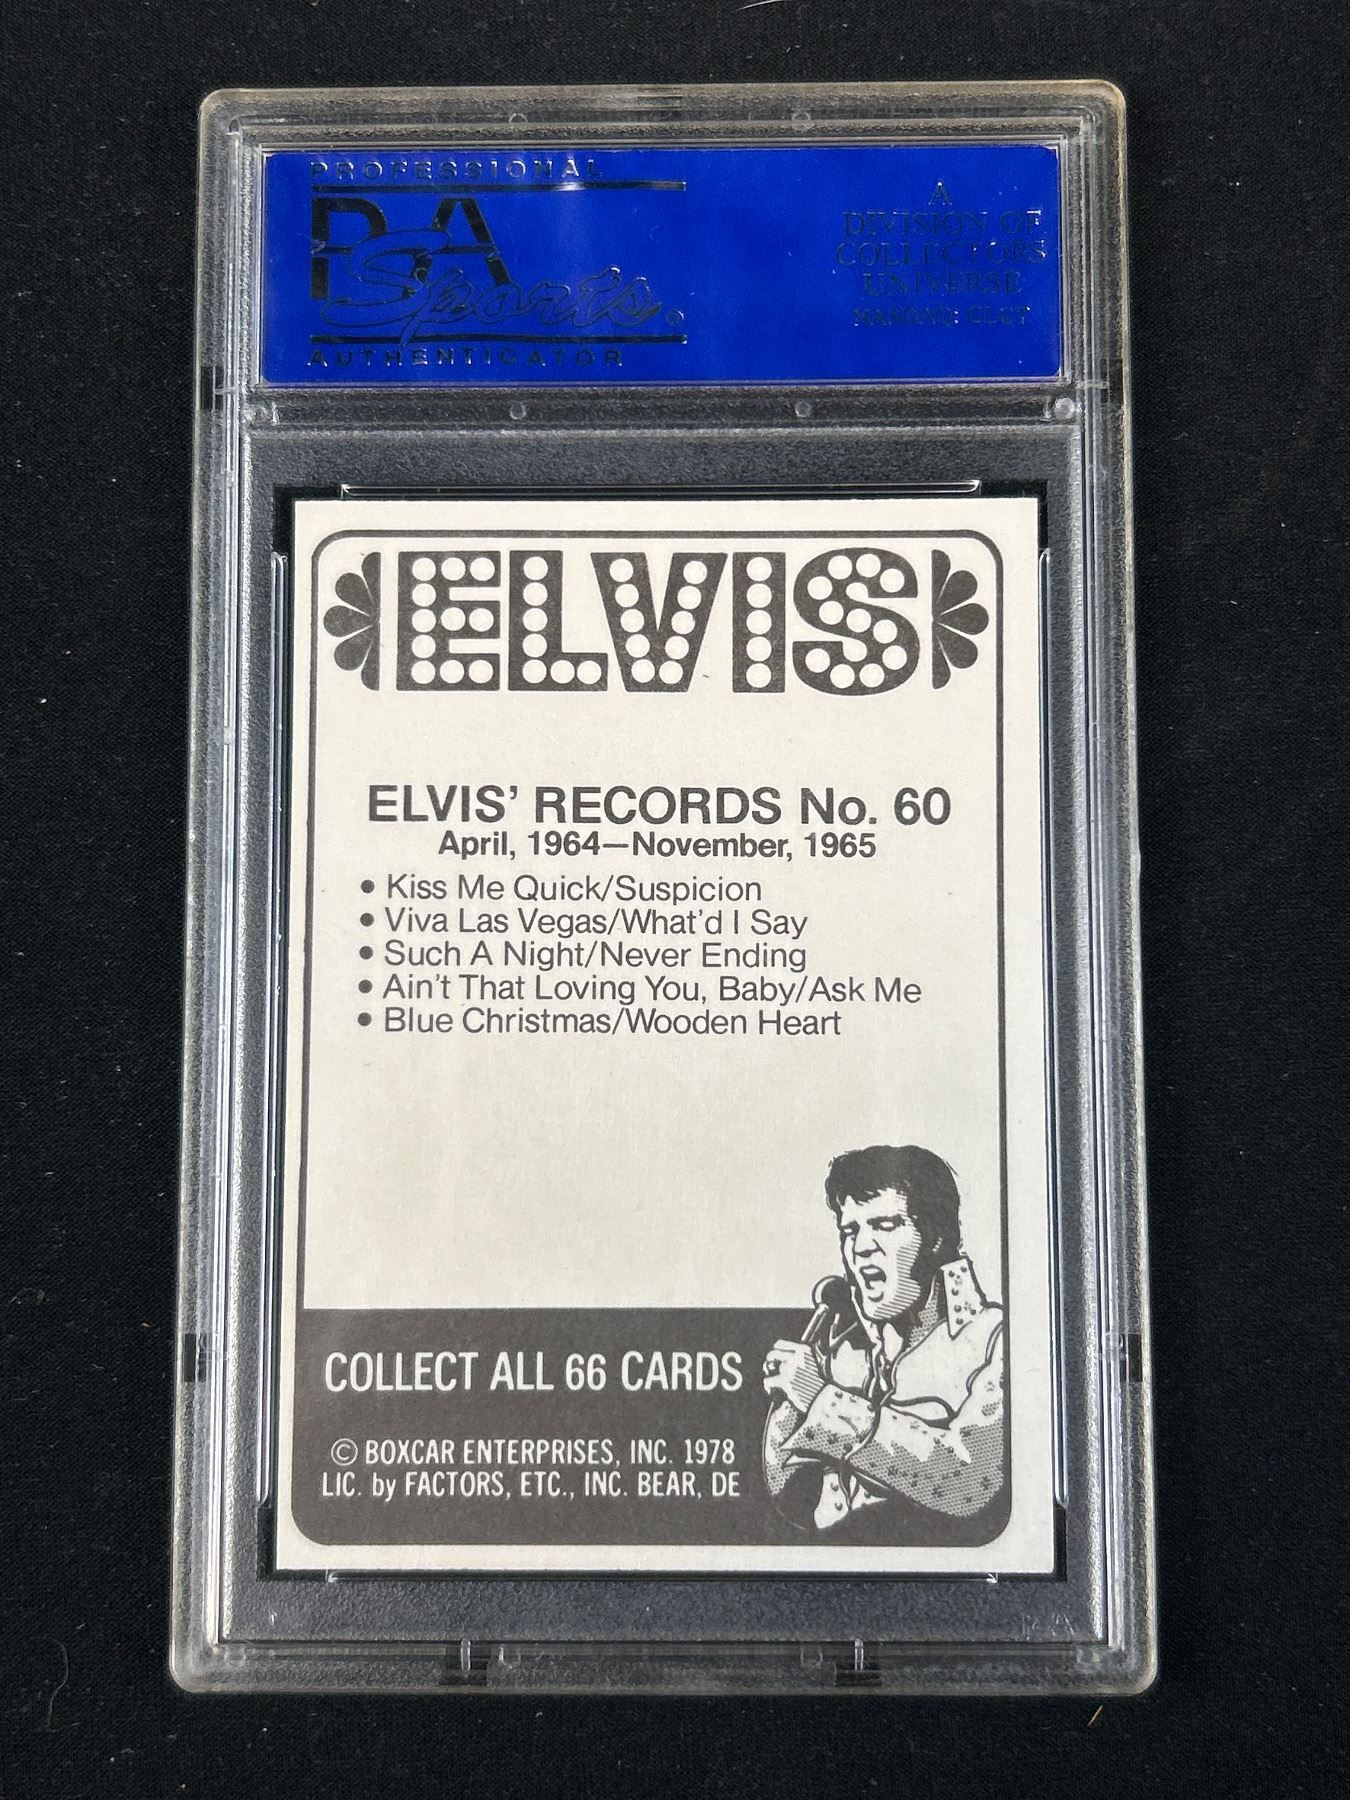 PROFESSIONAL
PSA
Sports®
AUTHENTICATOR
A
DIVISION OF
COLLECTORS
UNIVERSE
NASDAQ: CLCT
ELVIS
ELVIS’ RECORDS No. 60
April, 1964—November, 1965
• Kiss Me Quick/Suspicion
• Viva Las Vegas/What’d I Say
• Such A Night/Never Ending
• Ain’t That Loving You, Baby/Ask Me
• Blue Christmas/Wooden Heart
COLLECT ALL 66 CARDS
© BOXCAR ENTERPRISES, INC. 1978
LIC. by FACTORS, ETC., INC. BEAR, DE